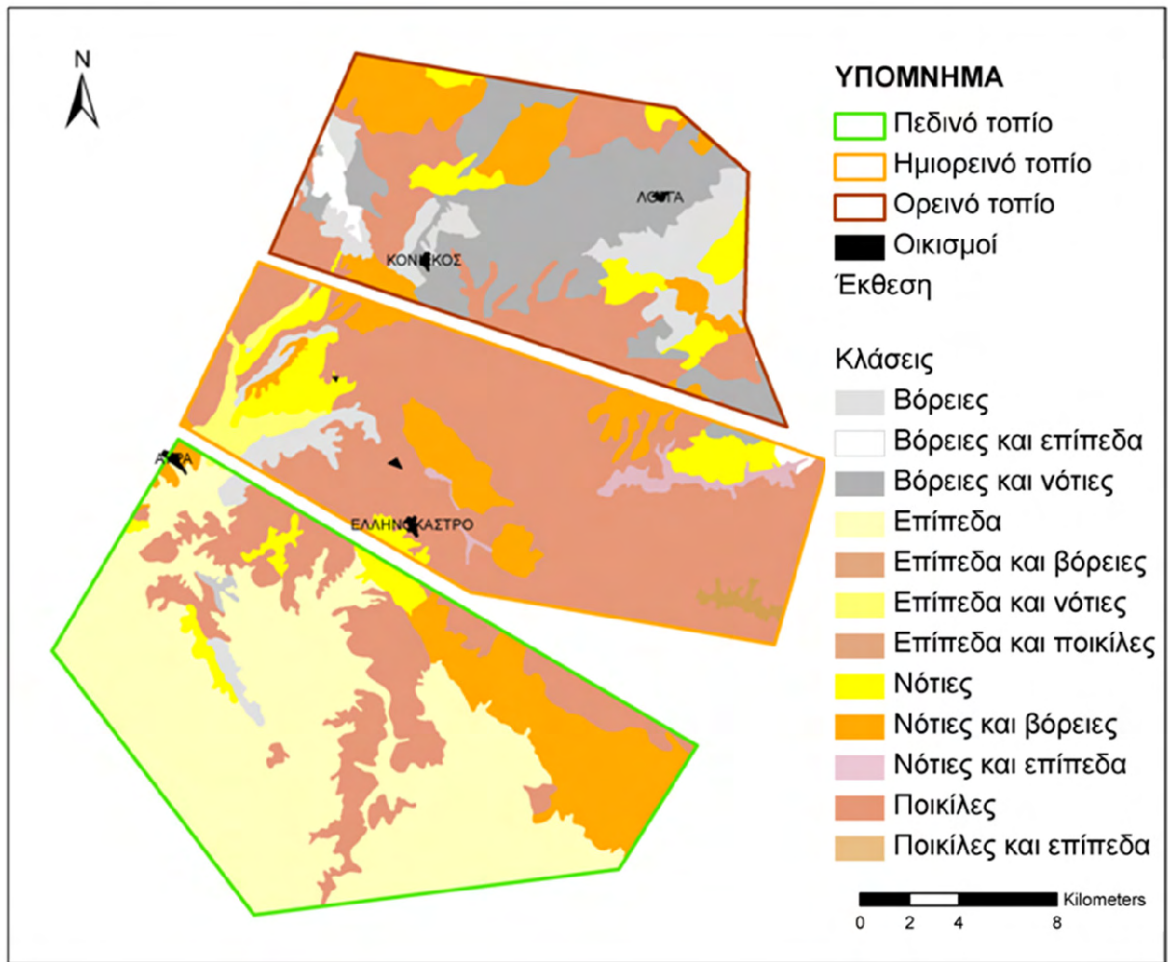 N
ΥΠΟΜΝΗΜΑ
Πεδινό τοπίο
Ημιορεινό τοπίο
Ορεινό τοπίο
Οικισμοί
Έκθεση
Κλάσεις
Βόρειες
Βόρειες και επίπεδα
Βόρειες και νότιες
Επίπεδα
Επίπεδα και βόρειες
Επίπεδα και νότιες
Επίπεδα και ποικίλες
Νότιες
Νότιες και βόρειες
Νότιες και επίπεδα
Ποικίλες
Ποικίλες και επίπεδα
Kilometers
0 2 4 8